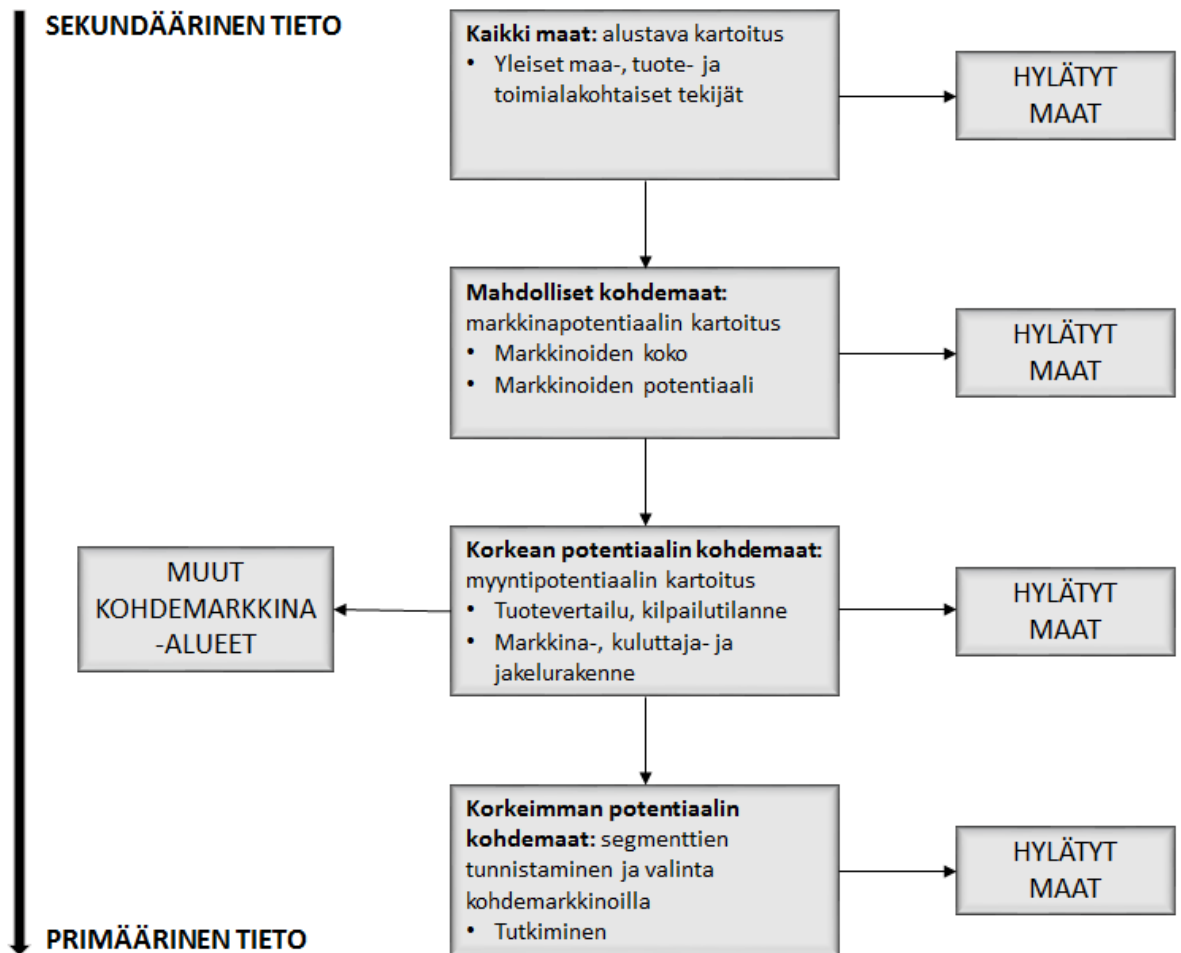 SEKUNDÄÄRINEN TIETO
Kaikki maat: alustava kartoitus
• Yleiset maa-, tuote- ja
toimialakohtaiset tekijät
HYLÄTYT
MAAT
Mahdolliset kohdemaat:
markkinapotentiaalin kartoitus
• Markkinoiden koko
• Markkinoiden potentiaali
HYLÄTYT
MAAT
MUUT
KOHDEMARKKINA
-ALUEET
Korkean potentiaalin kohdemaat:
myyntipotentiaalin kartoitus
• Tuotevertailu, kilpailutilanne
• Markkina-, kuluttaja- ja
jakelurakenne
HYLÄTYT
MAAT
Korkeimman potentiaalin
kohdemaat: segmenttien
tunnistaminen ja valinta
kohdemarkkinoilla
• Tutkiminen
HYLÄTYT
MAAT
PRIMÄÄRINEN TIETO